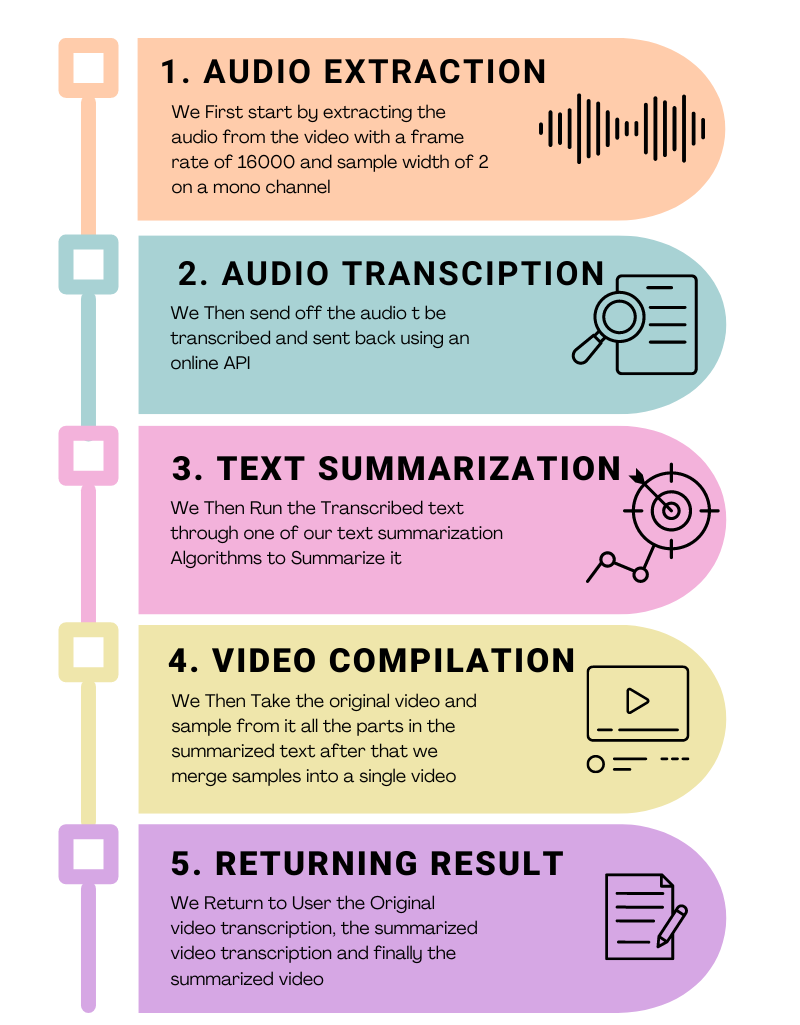 1. AUDIO EXTRACTION
We First start by extracting the
audio from the video with a frame
rate of 16000 and sample width of 2
on a mono channel
2. AUDIO TRANSCIPTION
We Then send off the audio t be
transcribed and sent back using an
online API
3. TEXT SUMMARIZATION
We Then Run the Transcribed text
through one of our text summarization
Algorithms to Summarize it
4. VIDEO COMPILATION
We Then Take the original video and
sample from it all the parts in the
summarized text after that we
merge samples into a single video
5. RETURNING RESULT
We Return to User the Original
video transcription, the summarized
video transcription and finally the
summarized video